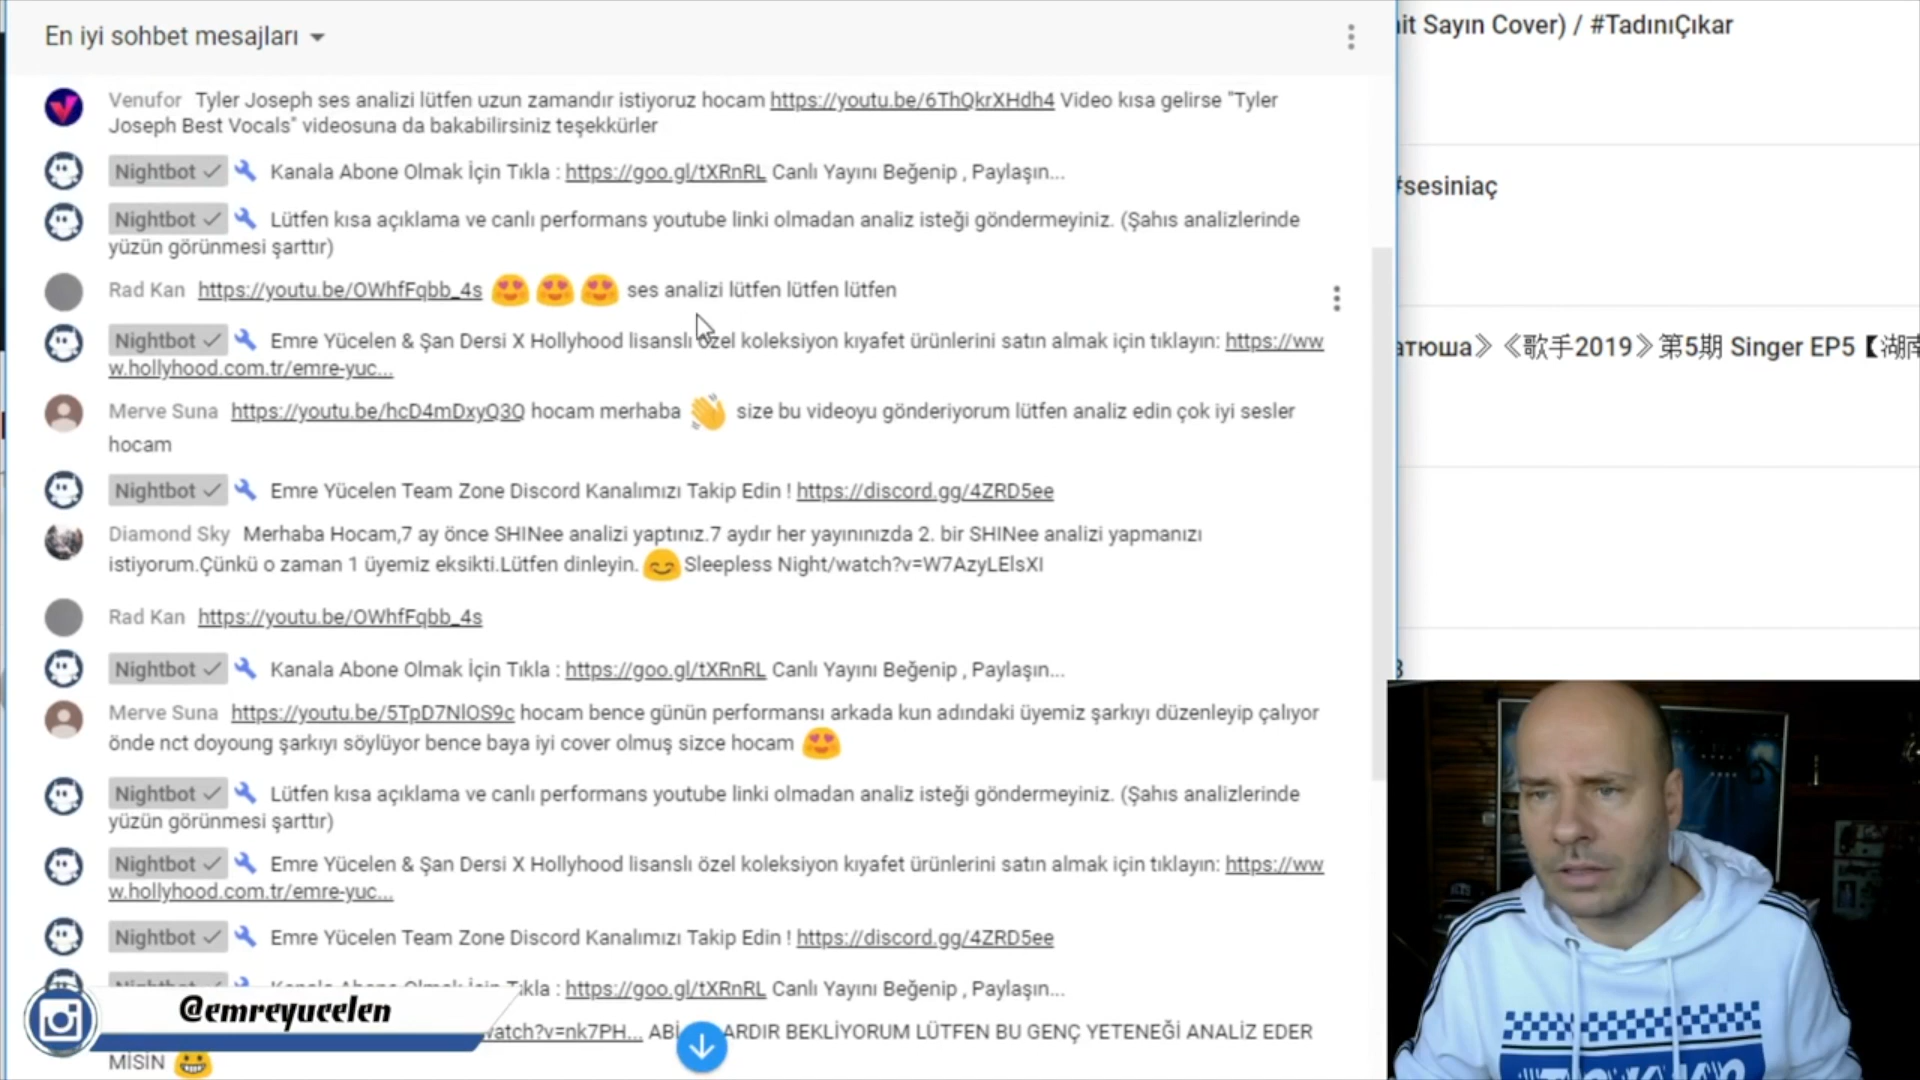 En iyi sohbet mesajları
it Sayın Cover) / #TadınıÇıkar
Venufor Tyler Joseph ses analizi lütfen uzun zamandır istiyoruz hocam https://youtu.be/6ThQkrXHdh4 Video kısa gelirse "Tyler
Joseph Best Vocals" videosuna da bakabilirsiniz teşekkürler
Nightbot Kanala Abone Olmak İçin Tıkla : https://goo.gl/tXRnRL Canlı Yayını Beğenip , Paylaşın...
#sesiniaç
Nightbot Lütfen kısa açıklama ve canlı performans youtube linki olmadan analiz isteği göndermeyiniz. (Şahıs analizlerinde
yüzün görünmesi şarttır)
Rad Kan https://youtu.be/OWhfFqbb_4s 😍😍😍 ses analizi lütfen lütfen lütfen
Nightbot Emre Yücelen & Şan Dersi X Hollyhood lisanslı özel koleksiyon kıyafet ürünlerini satın almak için tıklayın: https://ww
w.hollyhood.com.tr/emre-yuc...
атюша》《歌手2019》第5期 Singer EP5【湖南
Merve Suna https://youtu.be/hcD4mDxyQ3Q hocam merhaba 👋 size bu videoyu gönderiyorum lütfen analiz edin çok iyi sesler
hocam
Nightbot Emre Yücelen Team Zone Discord Kanalımızı Takip Edin ! https://discord.gg/4ZRD5ee
Diamond Sky Merhaba Hocam,7 ay önce SHINee analizi yaptınız.7 aydır her yayınınızda 2. bir SHINee analizi yapmanızı
istiyorum.Çünkü o zaman 1 üyemiz eksikti.Lütfen dinleyin. 😊 Sleepless Night/watch?v=W7AzyLElsXI
Rad Kan https://youtu.be/OWhfFqbb_4s
Nightbot Kanala Abone Olmak İçin Tıkla : https://goo.gl/tXRnRL Canlı Yayını Beğenip , Paylaşın...
Merve Suna https://youtu.be/5TpD7NlOS9c hocam bence günün performansı arkada kun adındaki üyemiz şarkıyı düzenleyip çalıyor
önde nct doyoung şarkıyı söylüyor bence baya iyi cover olmuş sizce hocam 😍
Nightbot Lütfen kısa açıklama ve canlı performans youtube linki olmadan analiz isteği göndermeyiniz. (Şahıs analizlerinde
yüzün görünmesi şarttır)
Nightbot Emre Yücelen & Şan Dersi X Hollyhood lisanslı özel koleksiyon kıyafet ürünlerini satın almak için tıklayın: https://ww
w.hollyhood.com.tr/emre-yuc...
Nightbot Emre Yücelen Team Zone Discord Kanalımızı Takip Edin ! https://discord.gg/4ZRD5ee
Tıkla : https://goo.gl/tXRnRL Canlı Yayını Beğenip , Paylaşın...
@emreyucelen
watch?v=nk7PH... ABİ ARDIR BEKLİYORUM LÜTFEN BU GENÇ YETENEĞİ ANALİZ EDER
MİSİN 😀